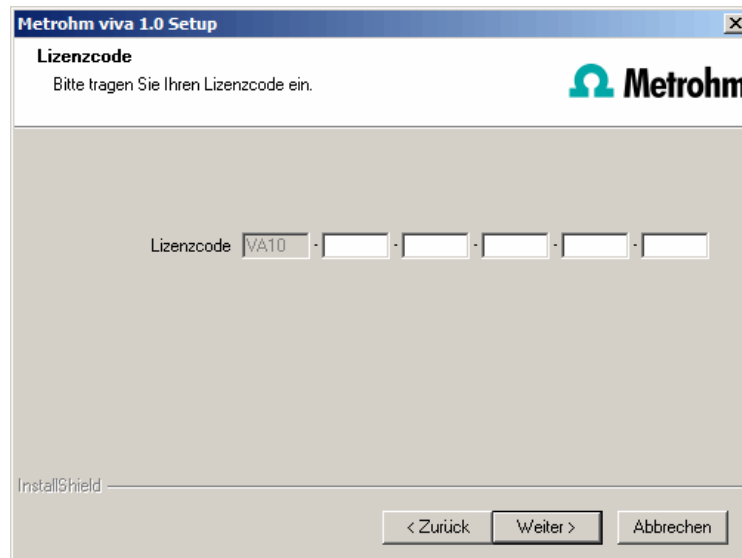 Metrohm viva 1.0 Setup
Lizenzcode
Bitte tragen Sie Ihren Lizenzcode ein.
Metrohm
Lizenzcode VA10 - - - - -
InstallShield
< Zurück Weiter > Abbrechen